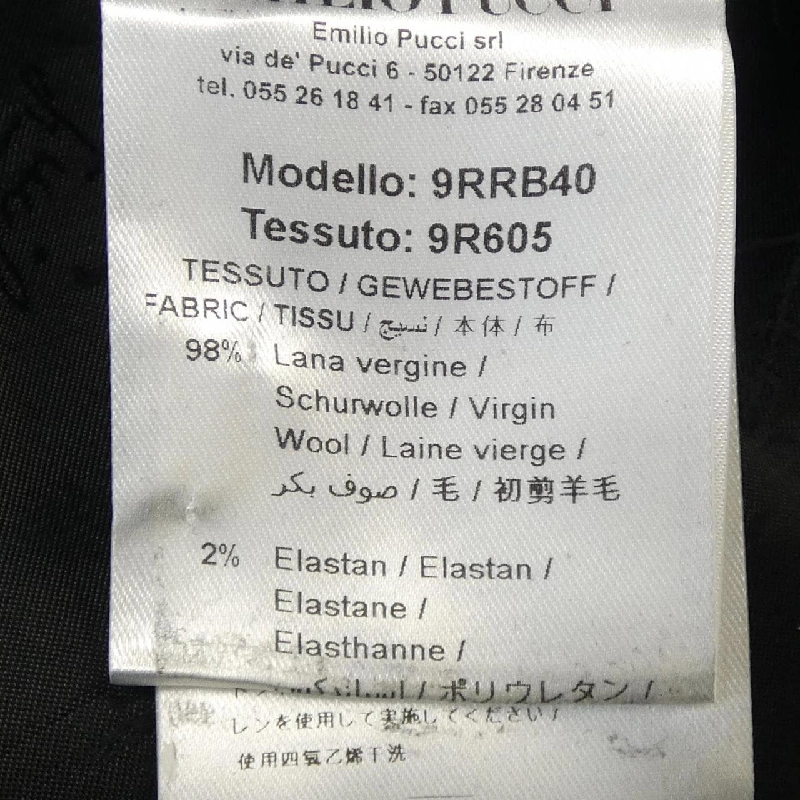 EMILIO PUCCI
Emilio Pucci srl
via de' Pucci 6 - 50122 Firenze
tel. 055 26 18 41 - fax 055 28 04 51
Modello: 9RRB40
Tessuto: 9R605
TESSUTO / GEWEBESTOFF /
FABRIC / TISSU / نسيج / 本体 / 布
98% Lana vergine /
Schurwolle / Virgin
Wool / Laine vierge /
صوف بكر / 毛 / 初剪羊毛
2% Elastan / Elastan /
Elastane /
Elasthanne /
/ ポリウレタン /
レンを使用して実施してください /
使用四氯乙烯干洗